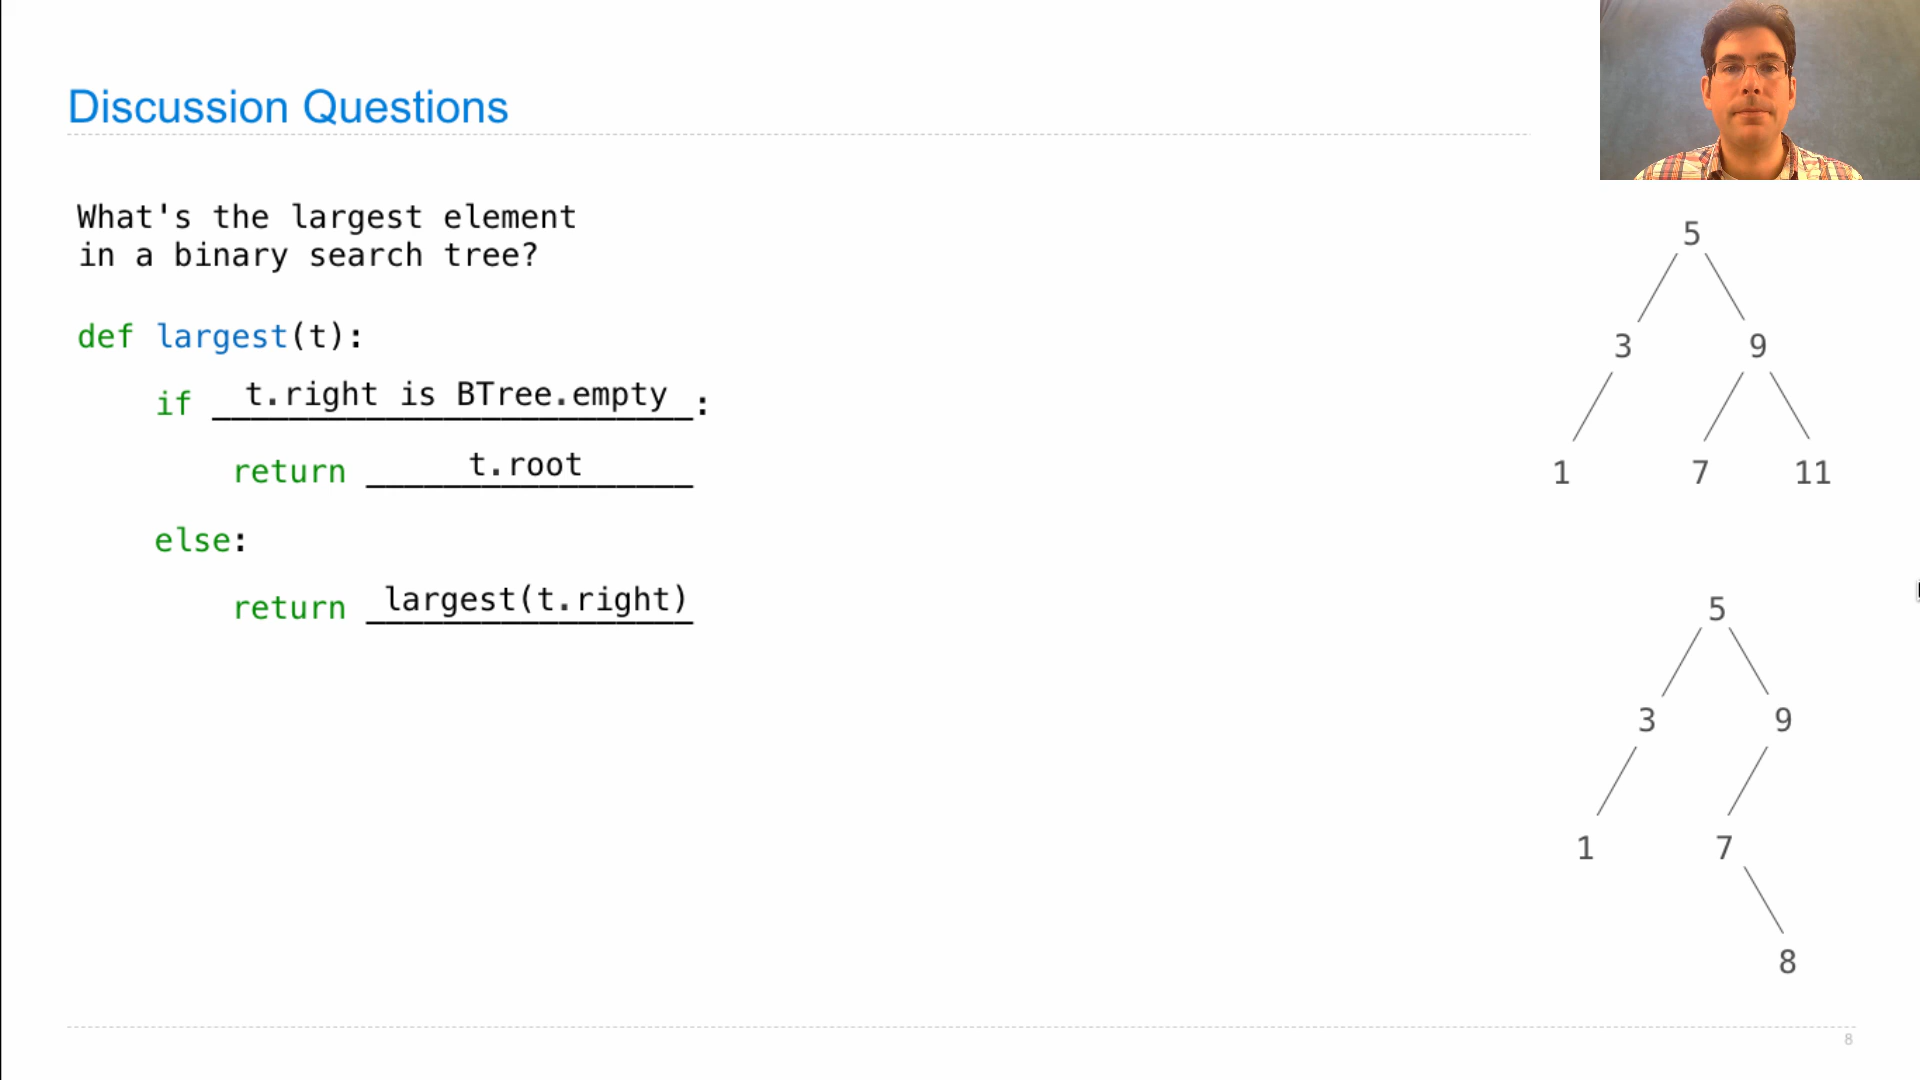 Discussion Questions
What's the largest element
in a binary search tree?
def largest(t):
if t.right is BTree.empty:
return t.root
else:
return largest(t.right)
5
3 9
1 7 11
5
3 9
1 7
8
8